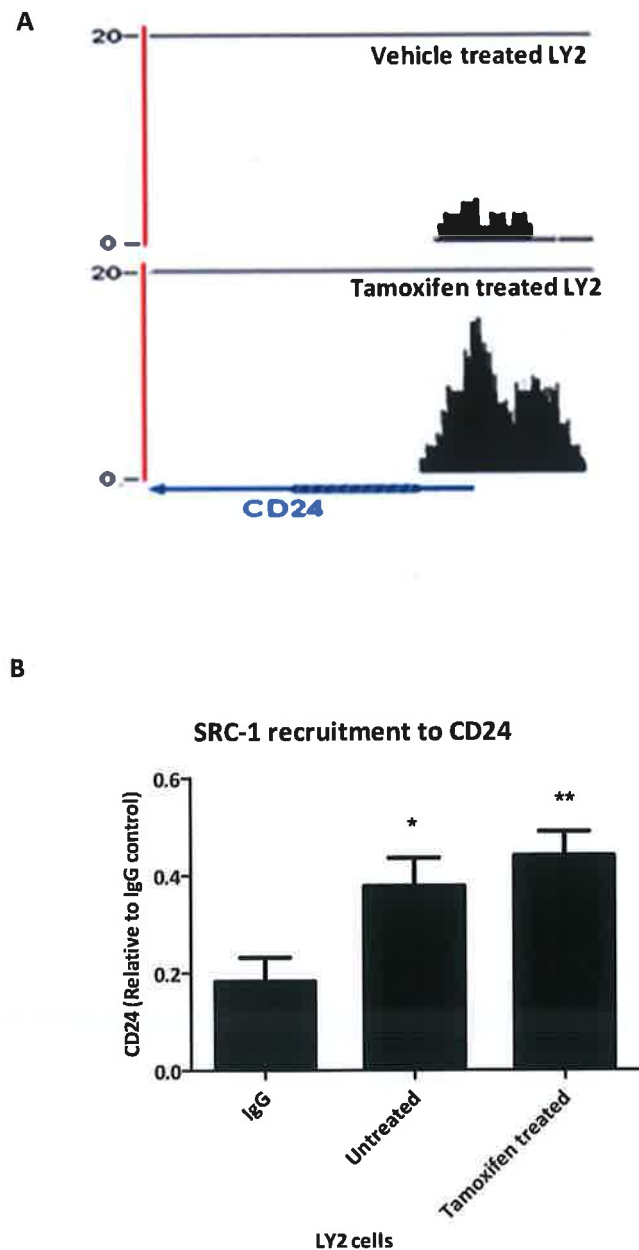 A
20
Vehicle treated LY2
0
20
Tamoxifen treated LY2
0
CD24
B
SRC-1 recruitment to CD24
CD24 (Relative to IgG control)
0.6
0.4
0.2
0.0
*
**
IgG
Untreated
Tamoxifen treated
LY2 cells